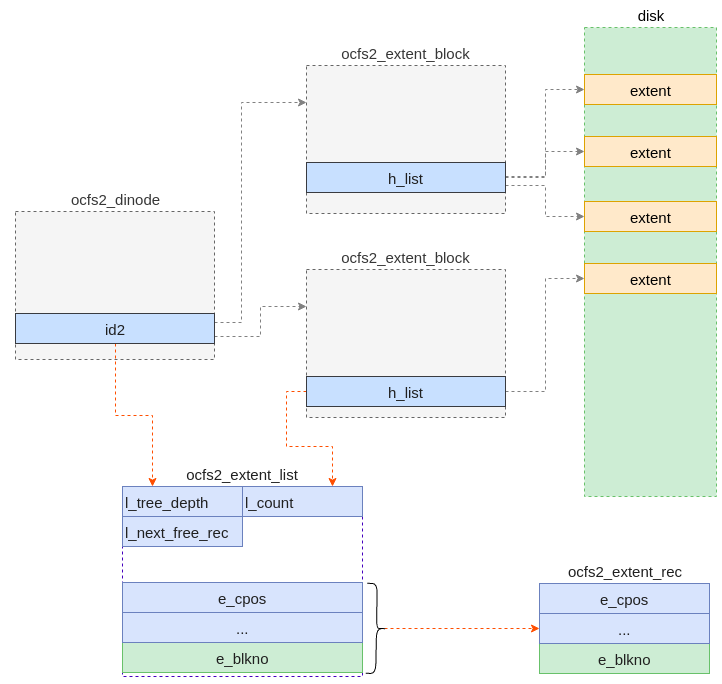 disk
ocfs2_extent_block
extent
extent
h_list
ocfs2_dinode
extent
ocfs2_extent_block
extent
id2
h_list
ocfs2_extent_list
l_tree_depth l_count
l_next_free_rec
ocfs2_extent_rec
e_cpos
e_cpos
...
...
e_blkno
e_blkno